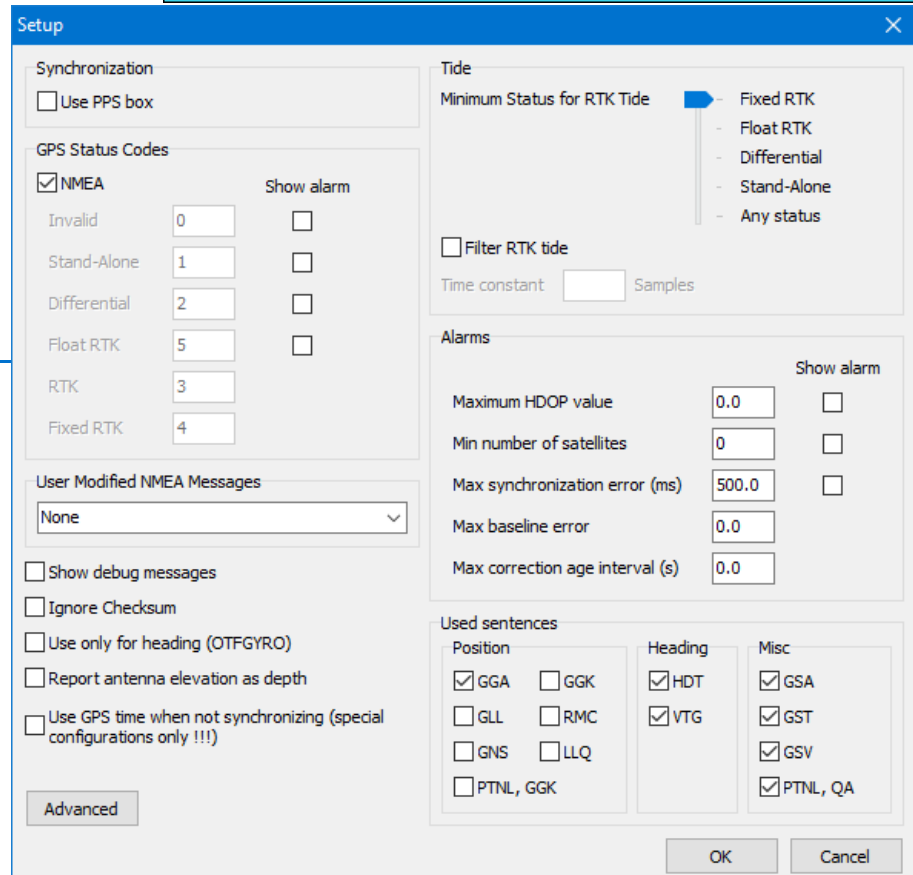 Setup
Synchronization
Use PPS box
GPS Status Codes
NMEA Show alarm
Invalid 0
Stand-Alone 1
Differential 2
Float RTK 5
RTK 3
Fixed RTK 4
User Modified NMEA Messages
None
Show debug messages
Ignore Checksum
Use only for heading (OTFGYRO)
Report antenna elevation as depth
Use GPS time when not synchronizing (special
configurations only !!!)
Advanced
Tide
Minimum Status for RTK Tide
Fixed RTK
Float RTK
Differential
Stand-Alone
Any status
Filter RTK tide
Time constant Samples
Alarms
Show alarm
Maximum HDOP value 0.0
Min number of satellites 0
Max synchronization error (ms) 500.0
Max baseline error 0.0
Max correction age interval (s) 0.0
Used sentences
Position Heading Misc
GGA GGK HDT GSA
GLL RMC VTG GST
GNS LLQ GSV
PTNL, GGK PTNL, QA
OK Cancel